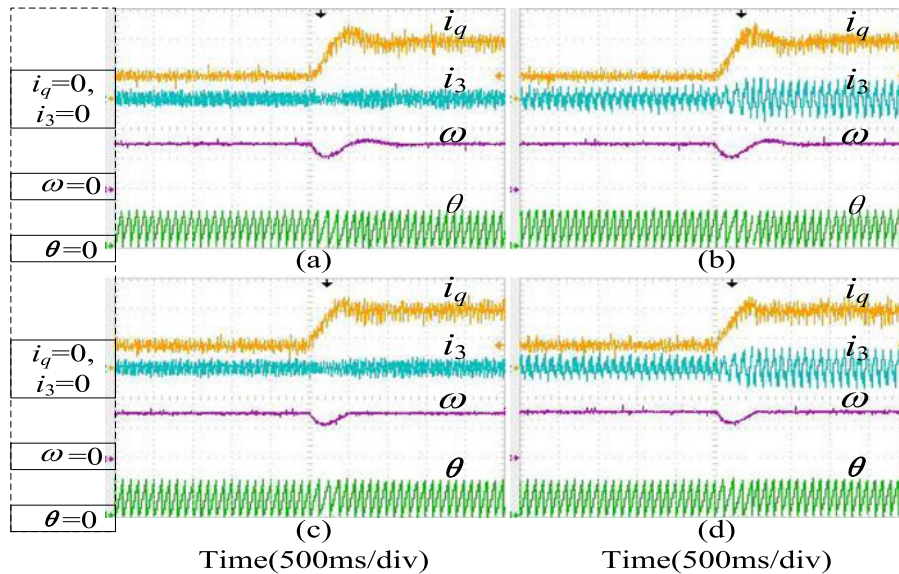 i_q
i_3
ω
θ
i_q
i_3
ω
θ
i_q=0,
i_3=0
ω=0
θ=0
(a)
(b)
i_q
i_3
ω
θ
i_q
i_3
ω
θ
i_q=0,
i_3=0
ω=0
θ=0
(c)
(d)
Time(500ms/div)
Time(500ms/div)